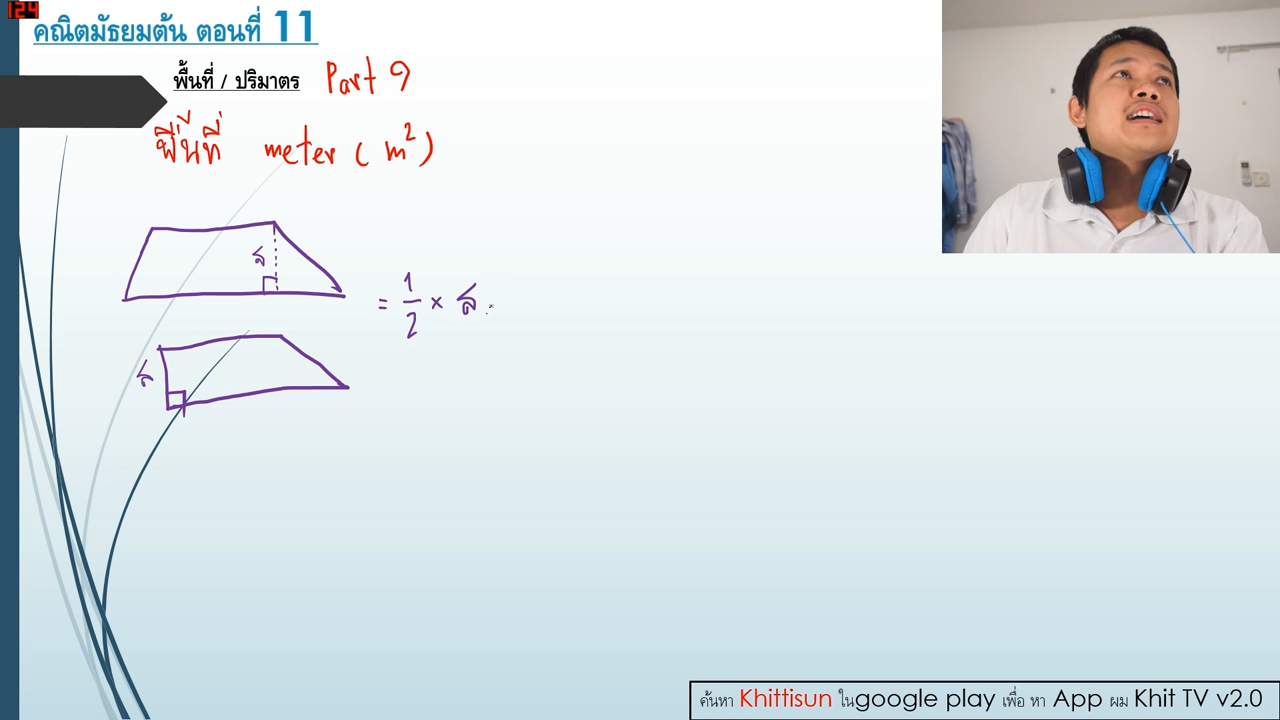 124
คณิตมัธยมต้น ตอนที่ 11
พื้นที่ / ปริมาตร Part 9
พื้นที่ meter ( m² )
ส
= 1/2 × ส
ส
ค้นหา Khittisun ในgoogle play เพื่อ หา App ผม Khit TV v2.0